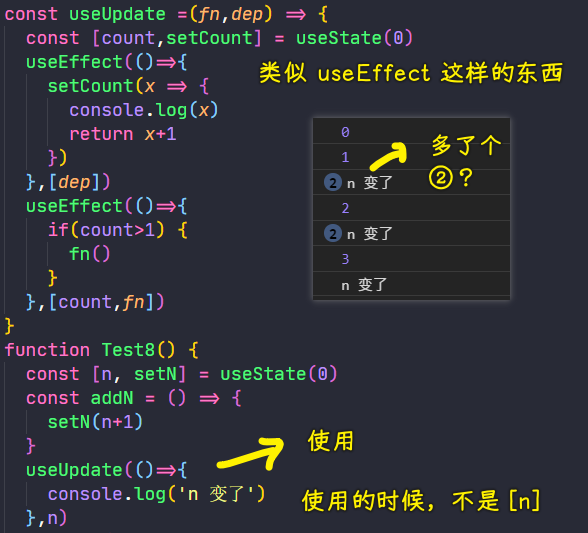 const useUpdate =(fn,dep) => {
const [count,setCount] = useState(0)
useEffect(()=>{
类似 useEffect 这样的东西
setCount(x => {
console.log(x)
return x+1
})
},[dep])
useEffect(()=>{
if(count>1) {
fn()
}
},[count,fn])
}
0
1
2 n 变了
2
2 n 变了
3
n 变了
多了个
②？
function Test8() {
const [n, setN] = useState(0)
const addN = () => {
setN(n+1)
}
useUpdate(()=>{
console.log('n 变了')
},n)
使用
使用的时候，不是 [n]